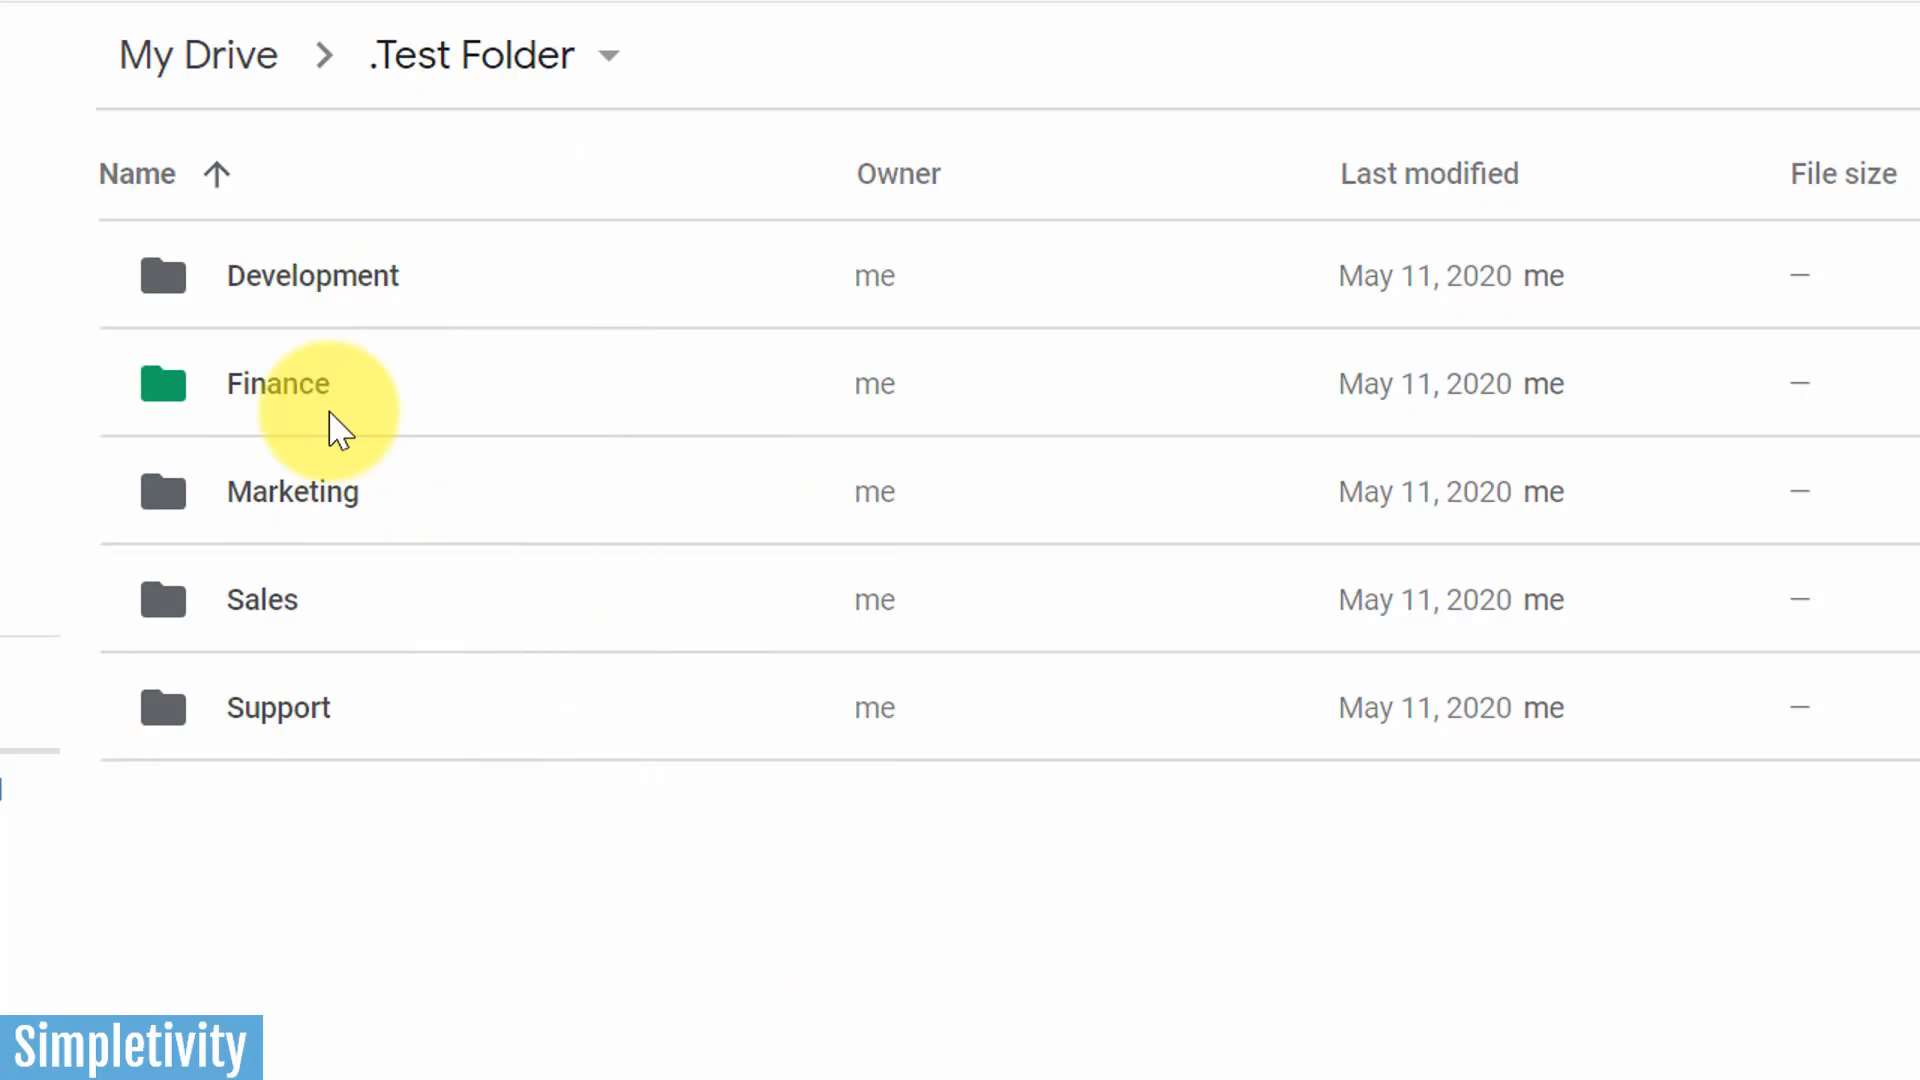 My Drive > .Test Folder
Name Owner Last modified File size
Development me May 11, 2020 me —
Finance me May 11, 2020 me —
Marketing me May 11, 2020 me —
Sales me May 11, 2020 me —
Support me May 11, 2020 me —
Simpletivity